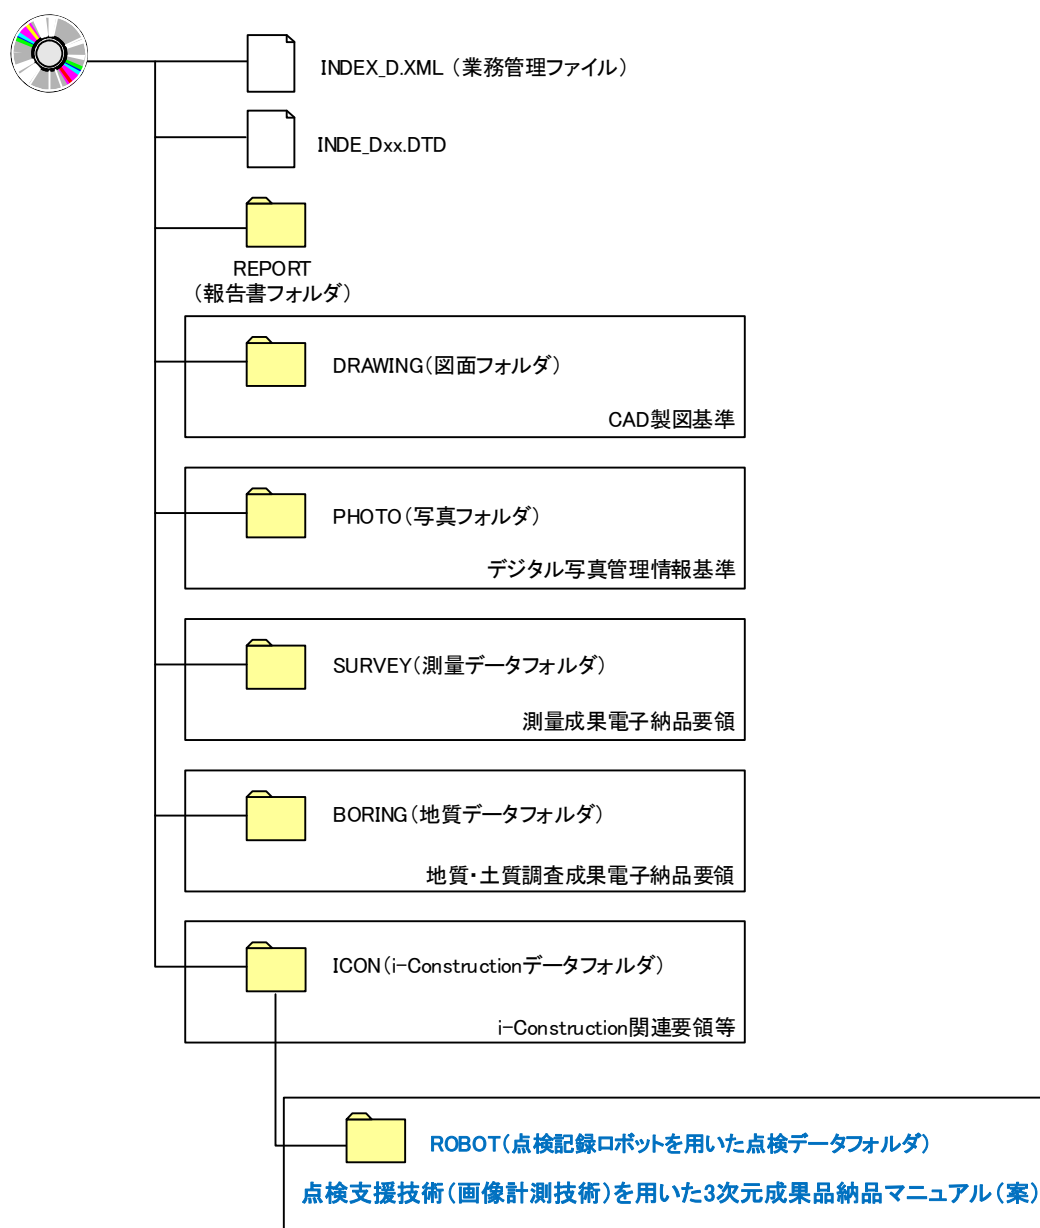 INDEX_D.XML（業務管理ファイル）
INDE_Dxx.DTD
REPORT
（報告書フォルダ）
DRAWING（図面フォルダ）
CAD製図基準
PHOTO（写真フォルダ）
デジタル写真管理情報基準
SURVEY（測量データフォルダ）
測量成果電子納品要領
BORING（地質データフォルダ）
地質・土質調査成果電子納品要領
ICON（i-Constructionデータフォルダ）
i-Construction関連要領等
ROBOT（点検記録ロボットを用いた点検データフォルダ）
点検支援技術（画像計測技術）を用いた3次元成果品納品マニュアル（案）